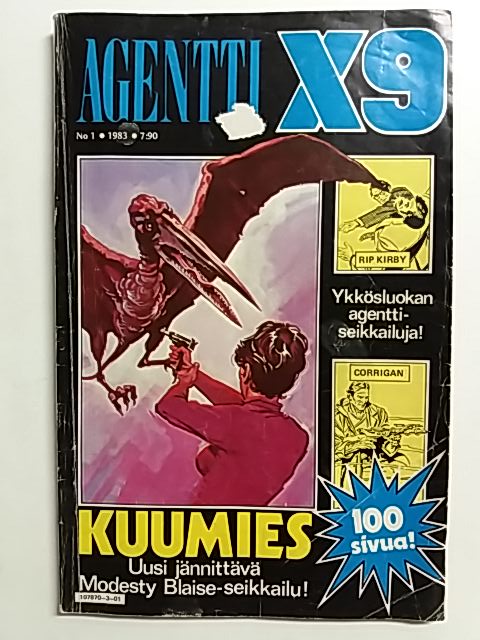 AGENTTI X9
No 1 ● 1983 ● 7:90
RIP KIRBY
Ykkösluokan
agentti-
seikkailuja!
CORRIGAN
100
sivua!
KUUMIES
Uusi jännittävä
Modesty Blaise-seikkailu!
107870-3-01